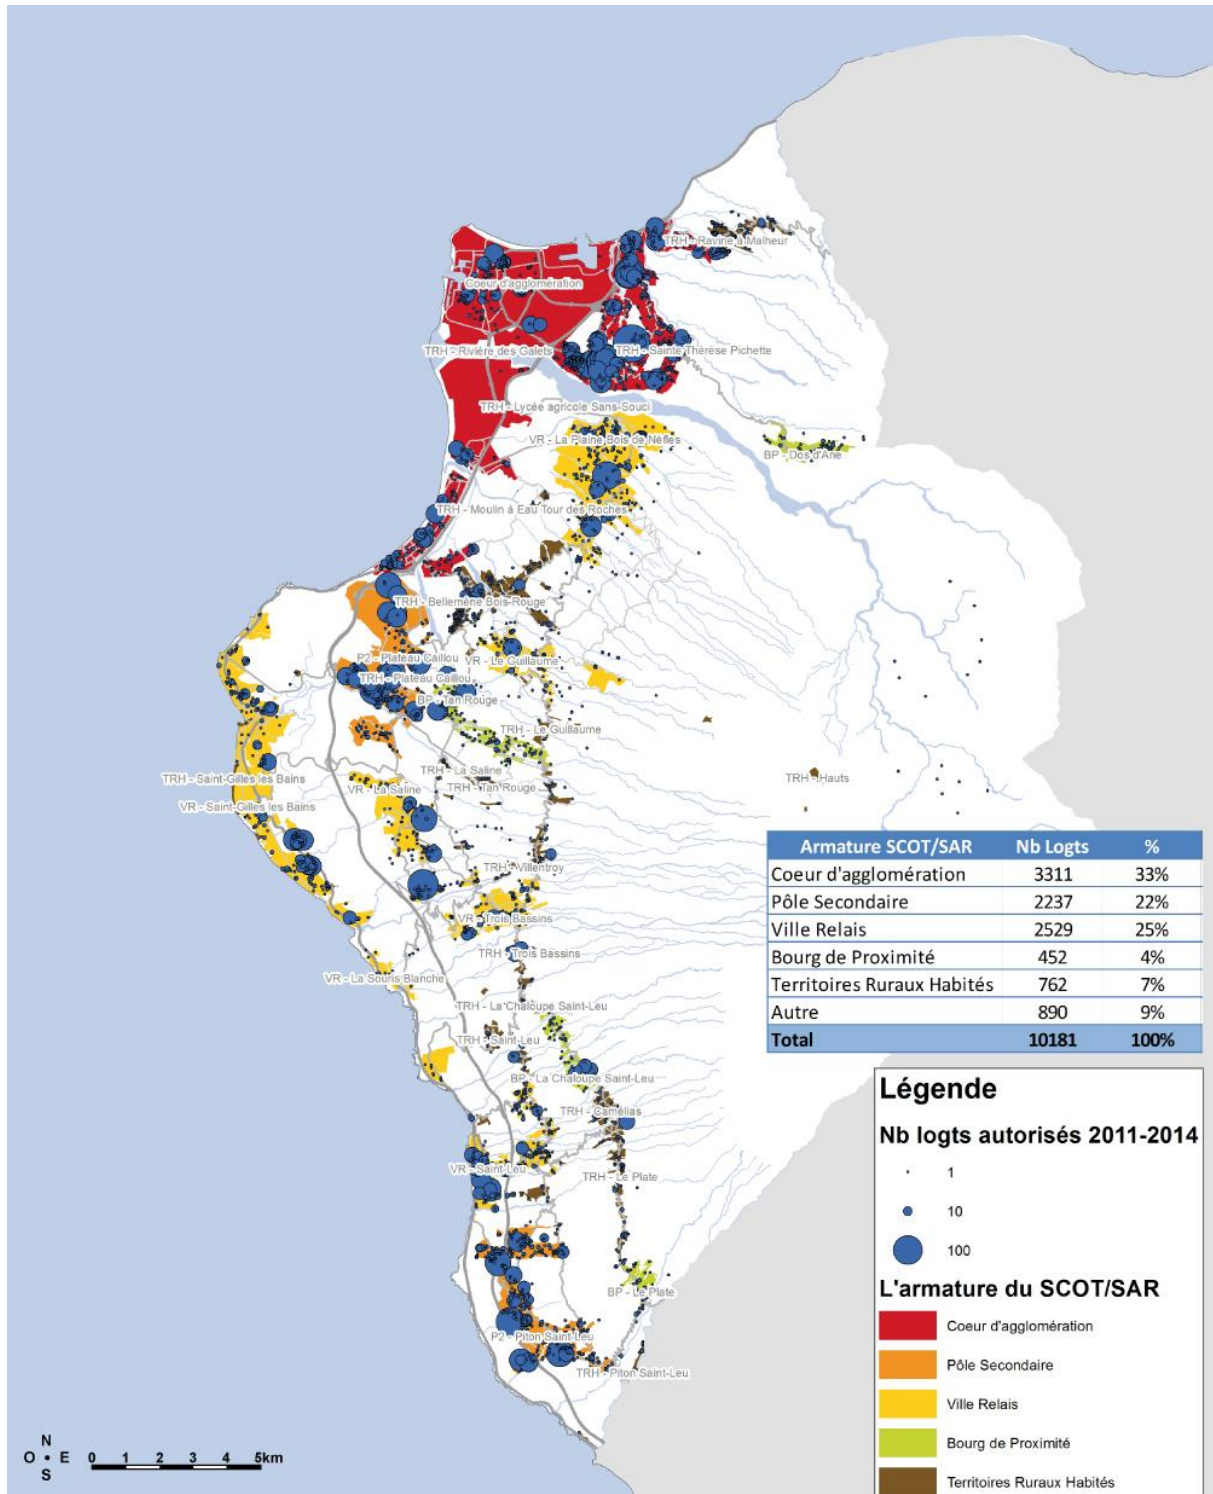 TRH - Ravine à Malheur
Coeur d'agglomération
TRH - Rivière des Galets
TRH - Sainte Thérèse Pichette
TRH - Lycée agricole Sans-Souci
VR - La Plaine Bois de Nèfles
BP - Dos d'Ane
TRH - Moulin à Eau Tour des Roches
TRH - Bellemène Bois-Rouge
P2 - Plateau Caillou
VR - Le Guillaume
TRH - Plateau Caillou
BP - Tan Rouge
TRH - Le Guillaume
TRH - La Saline
TRH - Saint-Gilles les Bains
TRH - Hauts
VR - La Saline
TRH - Tan Rouge
VR - Saint-Gilles les Bains
TRH - Villentroy
VR - Trois Bassins
TRH - Trois Bassins
VR - La Souris Blanche
TRH - La Chaloupe Saint-Leu
TRH - Saint-Leu
BP - La Chaloupe Saint-Leu
TRH - Camélias
VR - Saint-Leu
TRH - Le Plate
BP - Le Plate
P2 - Piton Saint-Leu
TRH - Piton Saint-Leu
Armature SCOT/SAR Nb Logts %
Coeur d'agglomération 3311 33%
Pôle Secondaire 2237 22%
Ville Relais 2529 25%
Bourg de Proximité 452 4%
Territoires Ruraux Habités 762 7%
Autre 890 9%
Total 10181 100%
Légende
Nb logts autorisés 2011-2014
1
10
100
L'armature du SCOT/SAR
Coeur d'agglomération
Pôle Secondaire
Ville Relais
Bourg de Proximité
Territoires Ruraux Habités
N
O E
S
0 1 2 3 4 5km